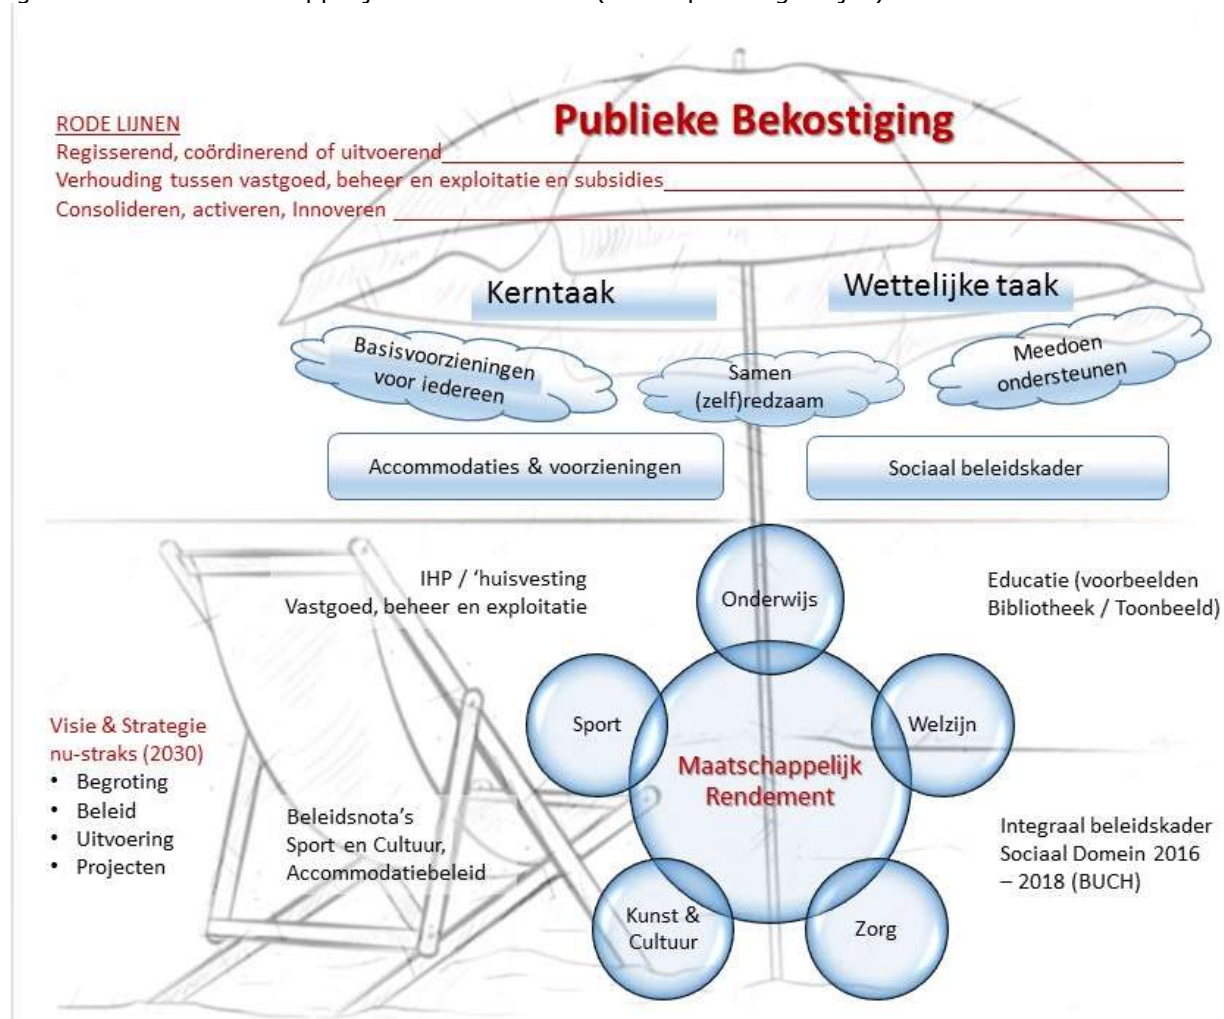 Publieke Bekostiging
RODE LIJNEN
Regisserend, coördinerend of uitvoerend
Verhouding tussen vastgoed, beheer en exploitatie en subsidies
Consolideren, activeren, Innoveren
Kerntaak
Wettelijke taak
Basisvoorzieningen
voor iedereen
Samen
(zelf)redzaam
Meedoen
ondersteunen
Accommodaties & voorzieningen
Sociaal beleidskader
IHP / ‘huisvesting
Vastgoed, beheer en exploitatie
Onderwijs
Educatie (voorbeelden
Bibliotheek / Toonbeeld)
Sport
Welzijn
Maatschappelijk
Rendement
Visie & Strategie
nu-straks (2030)
• Begroting
• Beleid
• Uitvoering
• Projecten
Beleidsnota’s
Sport en Cultuur,
Accommodatiebeleid
Integraal beleidskader
Sociaal Domein 2016
– 2018 (BUCH)
Kunst &
Cultuur
Zorg